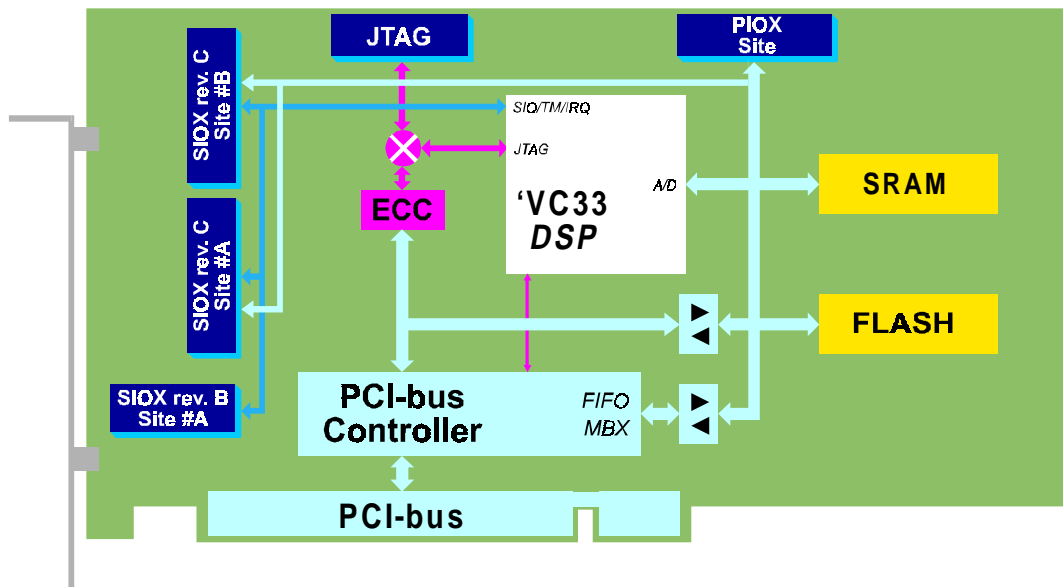 JTAG
PIOX
Site
SIOX rev. C
Site #B
SIO/TM/IRQ
JTAG
A/D
'VC33
DSP
SRAM
ECC
SIOX rev. C
Site #A
FLASH
SIOX rev. B
Site #A
PCI-bus
Controller
FIFO
MBX
PCI-bus